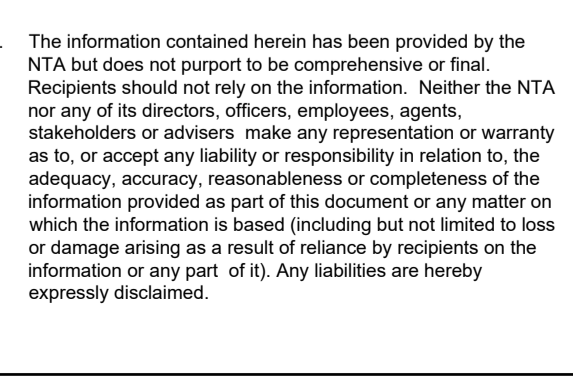 . The information contained herein has been provided by the
NTA but does not purport to be comprehensive or final.
Recipients should not rely on the information.  Neither the NTA
nor any of its directors, officers, employees, agents,
stakeholders or advisers  make any representation or warranty
as to, or accept any liability or responsibility in relation to, the
adequacy, accuracy, reasonableness or completeness of the
information provided as part of this document or any matter on
which the information is based (including but not limited to loss
or damage arising as a result of reliance by recipients on the
information or any part  of it). Any liabilities are hereby
expressly disclaimed.